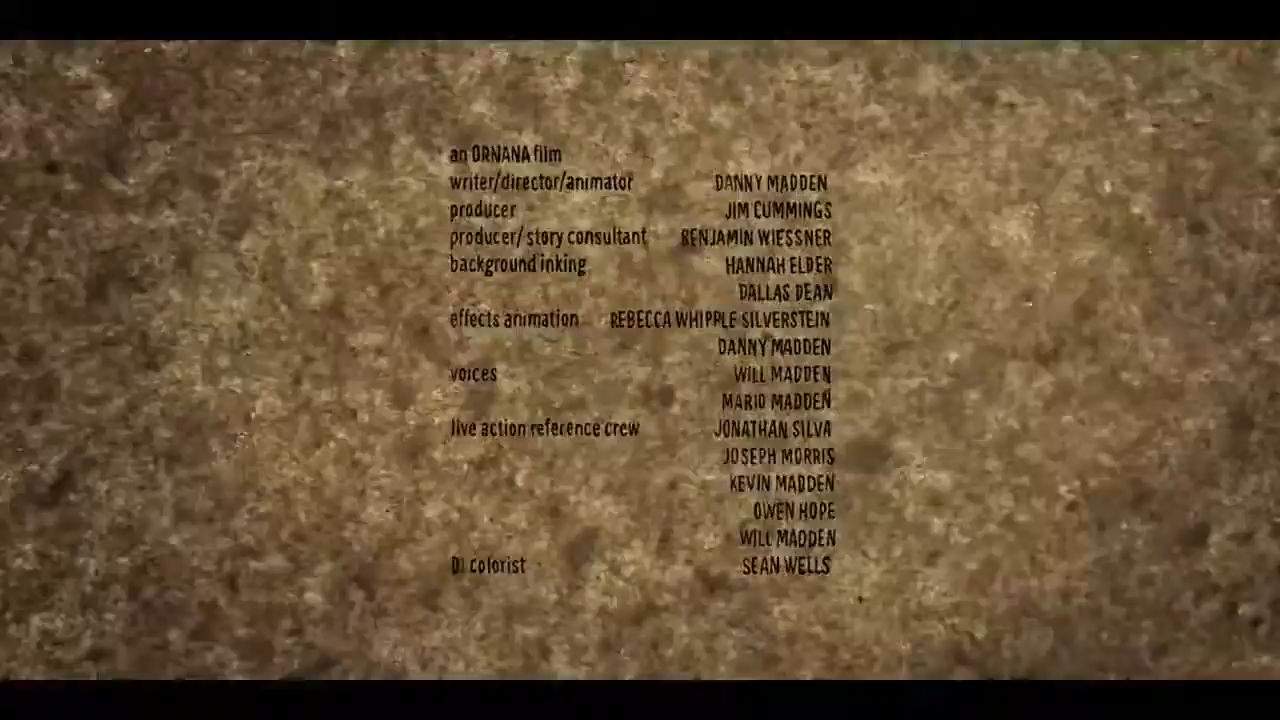 an ORNANA film
writer/director/animator DANNY MADDEN
producer JIM CUMMINGS
producer/ story consultant BENJAMIN WIESSNER
background inking HANNAH ELDER
DALLAS DEAN
effects animation REBECCA WHIPPLE SILVERSTEIN
DANNY MADDEN
voices WILL MADDEN
MARIO MADDEN
live action reference crew JONATHAN SILVA
JOSEPH MORRIS
KEVIN MADDEN
OWEN HOPE
WILL MADDEN
DI colorist SEAN WELLS